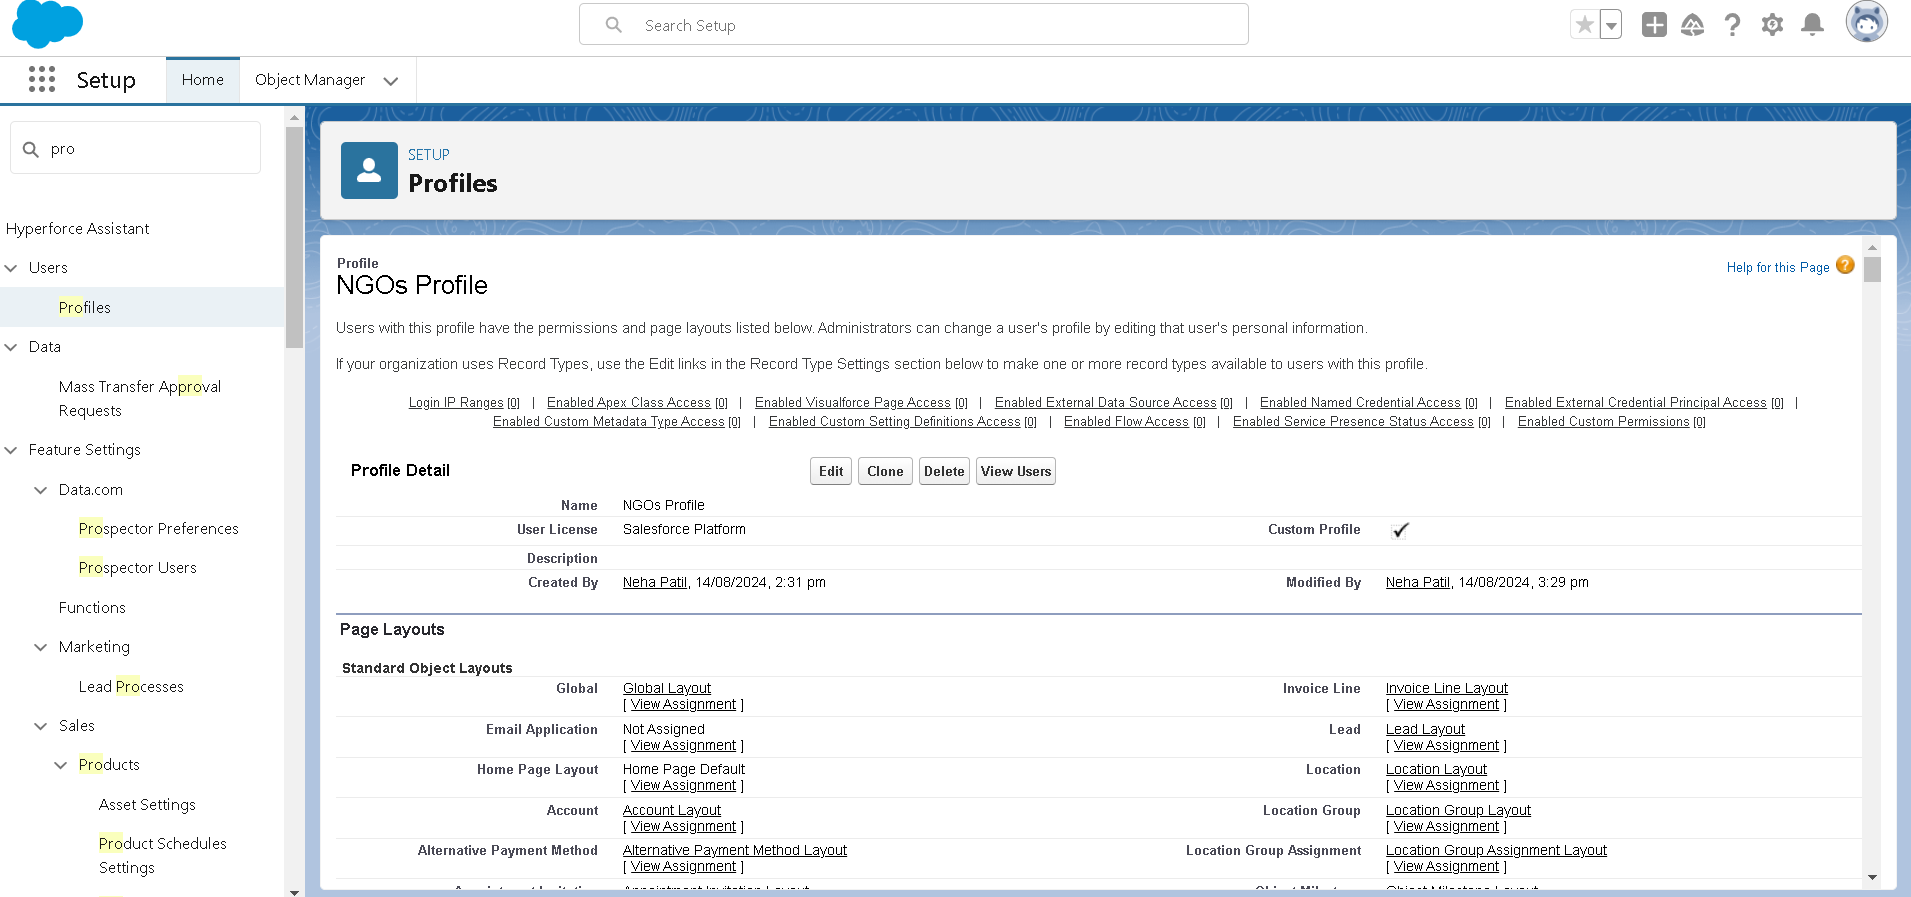 Search Setup
Setup
Home
Object Manager
pro
Hyperforce Assistant
Users
Profiles
Data
Mass Transfer Approval
Requests
Feature Settings
Data.com
Prospector Preferences
Prospector Users
Functions
Marketing
Lead Processes
Sales
Products
Asset Settings
Product Schedules
Settings
SETUP
Profiles
Profile
NGOs Profile
Help for this Page ?
Users with this profile have the permissions and page layouts listed below. Administrators can change a user's profile by editing that user's personal information.
If your organization uses Record Types, use the Edit links in the Record Type Settings section below to make one or more record types available to users with this profile.
Login IP Ranges [0] | Enabled Apex Class Access [0] | Enabled Visualforce Page Access [0] | Enabled External Data Source Access [0] | Enabled Named Credential Access [0] | Enabled External Credential Principal Access [0] |
Enabled Custom Metadata Type Access [0] | Enabled Custom Setting Definitions Access [0] | Enabled Flow Access [0] | Enabled Service Presence Status Access [0] | Enabled Custom Permissions [0]
Profile Detail Edit Clone Delete View Users
Name NGOs Profile
User License Salesforce Platform Custom Profile
Description
Created By Neha Patil, 14/08/2024, 2:31 pm Modified By Neha Patil, 14/08/2024, 3:29 pm
Page Layouts
Standard Object Layouts
Global Global Layout Invoice Line Invoice Line Layout
[ View Assignment ] [ View Assignment ]
Email Application Not Assigned Lead Lead Layout
[ View Assignment ] [ View Assignment ]
Home Page Layout Home Page Default Location Location Layout
[ View Assignment ] [ View Assignment ]
Account Account Layout Location Group Location Group Layout
[ View Assignment ] [ View Assignment ]
Alternative Payment Method Alternative Payment Method Layout Location Group Assignment Location Group Assignment Layout
[ View Assignment ] [ View Assignment ]
Appointment Invitation Appointment Invitation Layout Object Milestone Object Milestone Layout